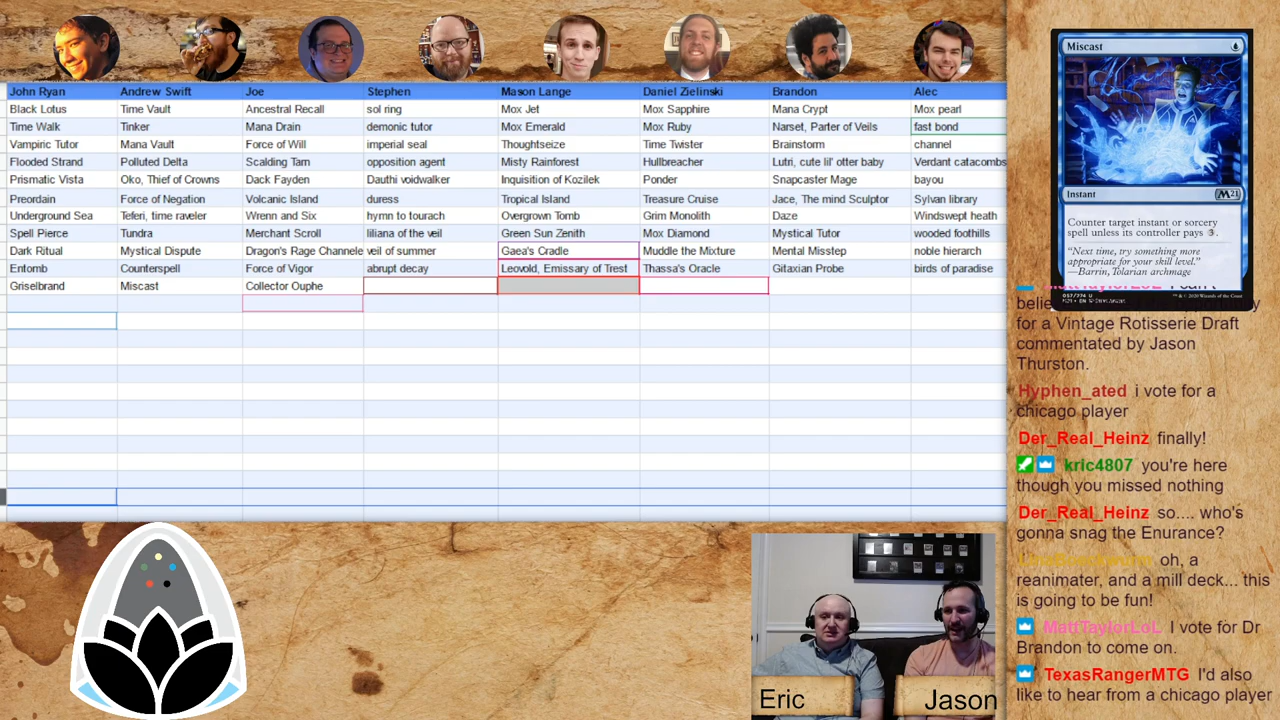 John Ryan Andrew Swift Joe Stephen Mason Lange Daniel Zielinski Brandon Alec
Black Lotus Time Vault Ancestral Recall sol ring Mox Jet Mox Sapphire Mana Crypt Mox pearl
Time Walk Tinker Mana Drain demonic tutor Mox Emerald Mox Ruby Narset, Parter of Veils fast bond
Vampiric Tutor Mana Vault Force of Will imperial seal Thoughtseize Time Twister Brainstorm channel
Flooded Strand Polluted Delta Scalding Tarn opposition agent Misty Rainforest Hullbreacher Lutri, cute lil' otter baby Verdant catacombs
Prismatic Vista Oko, Thief of Crowns Dack Fayden Dauthi voidwalker Inquisition of Kozilek Ponder Snapcaster Mage bayou
Preordain Force of Negation Volcanic Island duress Tropical Island Treasure Cruise Jace, The mind Sculptor Sylvan library
Underground Sea Teferi, time raveler Wrenn and Six hymn to tourach Overgrown Tomb Grim Monolith Daze Windswept heath
Spell Pierce Tundra Merchant Scroll liliana of the veil Green Sun Zenith Mox Diamond Mystical Tutor wooded foothills
Dark Ritual Mystical Dispute Dragon's Rage Channele veil of summer Gaea's Cradle Muddle the Mixture Mental Misstep noble hierarch
Entomb Counterspell Force of Vigor abrupt decay Leovold, Emissary of Trest Thassa's Oracle Gitaxian Probe birds of paradise
Griselbrand Miscast Collector Ouphe
Miscast
Instant M21
Counter target instant or sorcery
spell unless its controller pays 3.
"Next time, try something more
appropriate for your skill level."
—Barrin, Tolarian archmage
for a Vintage Rotisserie Draft
commentated by Jason
Thurston.
Hyphen_ated i vote for a
chicago player
Der_Real_Heinz finally!
kric4807 you're here
though you missed nothing
Der_Real_Heinz so.... who's
gonna snag the Enurance?
oh, a
reanimater, and a mill deck... this
is going to be fun!
MattTaylorLoL I vote for Dr
Brandon to come on.
TexasRangerMTG I'd also
like to hear from a chicago player
Eric Jason